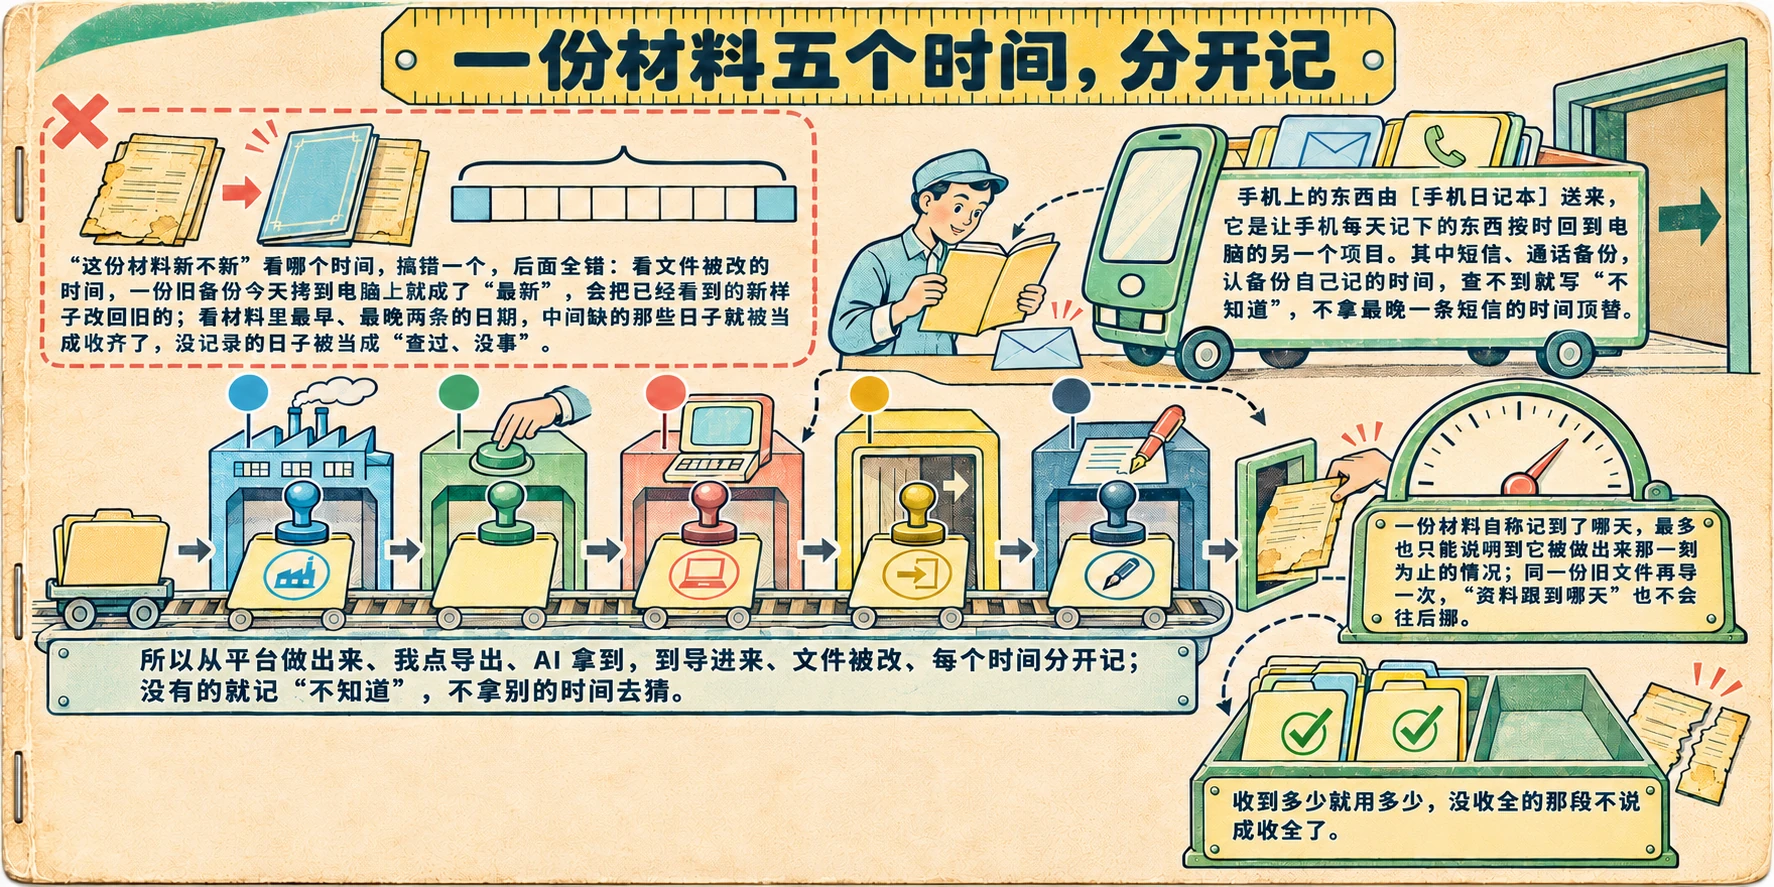 一份材料五个时间，分开记
“这份材料新不新”看哪个时间，搞错一个，后面全错：看文件被改的
时间，一份旧备份今天拷到电脑上就成了“最新”，会把已经看到的新样
子改回旧的；看材料里最早、最晚两条的日期，中间缺的那些日子就被当
成收齐了，没记录的日子被当成“查过、没事”。
手机上的东西由［手机日记本］送来，
它是让手机每天记下的东西按时回到电
脑的另一个项目。其中短信、通话备份，
认备份自己记的时间，查不到就写“不
知道”，不拿最晚一条短信的时间顶替。
所以从平台做出来、我点导出、AI 拿到，到导进来、文件被改、每个时间分开记；
没有的就记“不知道”，不拿别的时间去猜。
一份材料自称记到了哪天，最多
也只能说明到它被做出来那一刻
为止的情况；同一份旧文件再导
一次，“资料跟到哪天”也不会
往后挪。
收到多少就用多少，没收全的那段不说
成收全了。